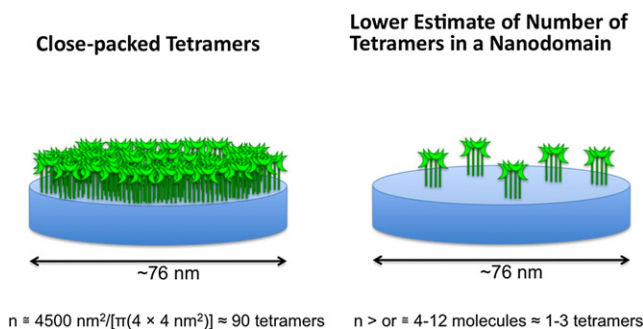 Close-packed Tetramers
Lower Estimate of Number of
Tetramers in a Nanodomain
~76 nm
~76 nm
n ≅ 4500 nm²/[π(4 × 4 nm²)] ≈ 90 tetramers
n > or ≅ 4-12 molecules ≈ 1-3 tetramers